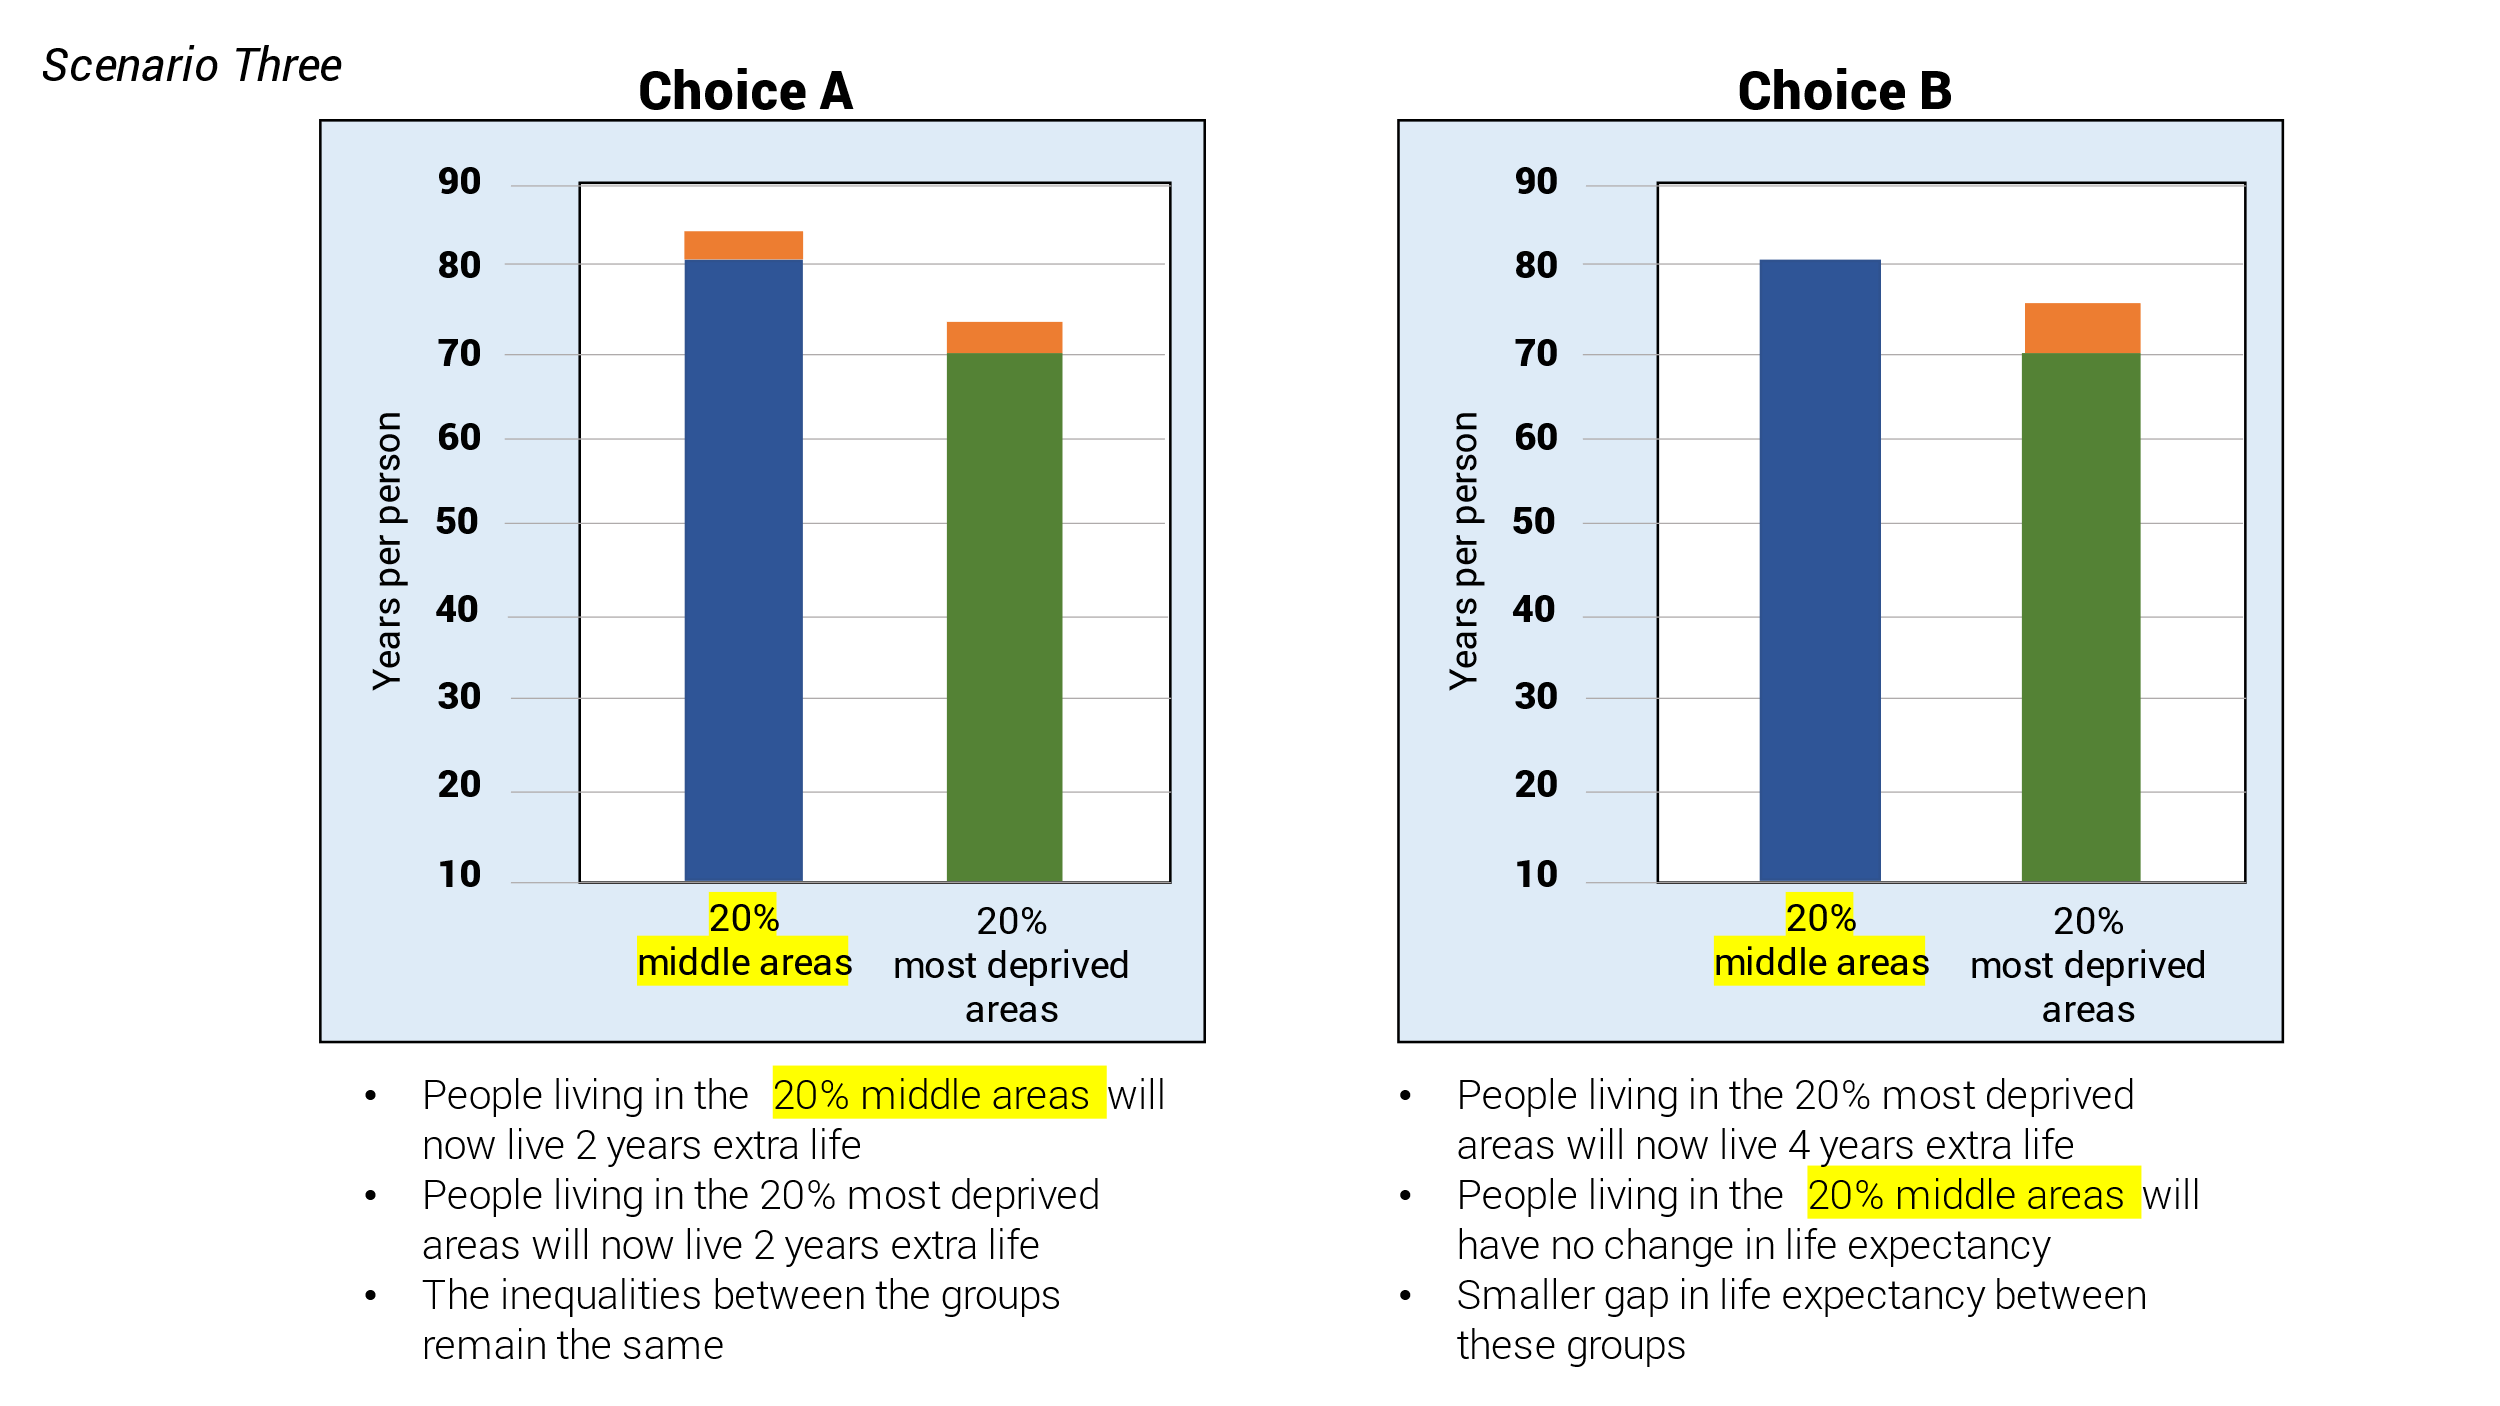 Scenario Three
Choice A
90
80
70
60
50
40
30
20
10
Years per person
20%
middle areas
20%
most deprived
areas
• People living in the 20% middle areas will
now live 2 years extra life
• People living in the 20% most deprived
areas will now live 2 years extra life
• The inequalities between the groups
remain the same
Choice B
90
80
70
60
50
40
30
20
10
Years per person
20%
middle areas
20%
most deprived
areas
• People living in the 20% most deprived
areas will now live 4 years extra life
• People living in the 20% middle areas will
have no change in life expectancy
• Smaller gap in life expectancy between
these groups